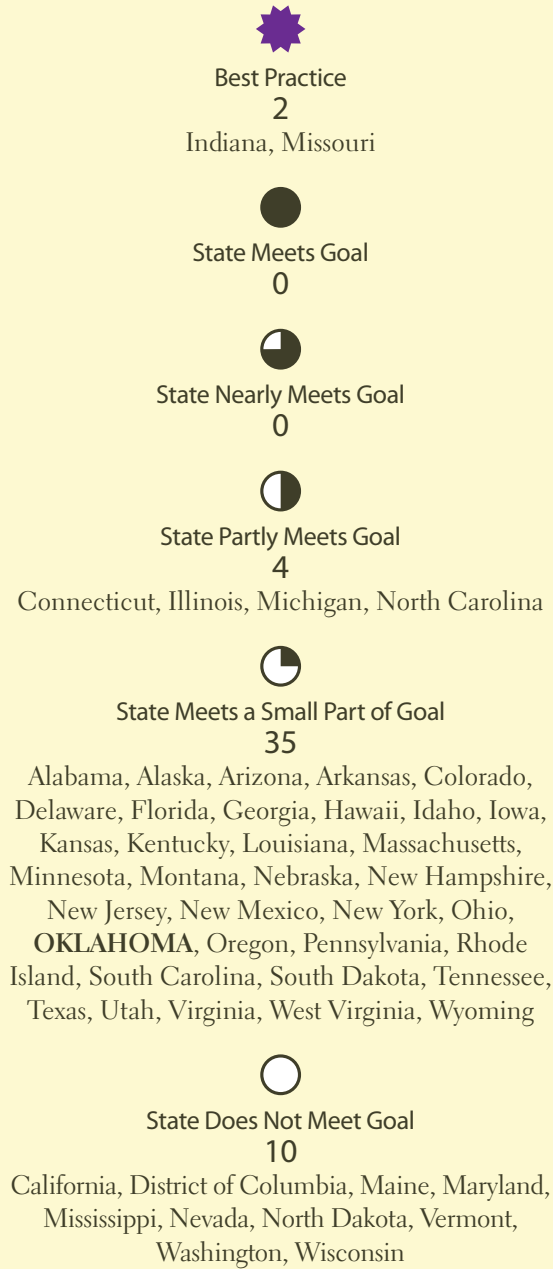 Best Practice
2
Indiana, Missouri
State Meets Goal
0
State Nearly Meets Goal
0
State Partly Meets Goal
4
Connecticut, Illinois, Michigan, North Carolina
State Meets a Small Part of Goal
35
Alabama, Alaska, Arizona, Arkansas, Colorado,
Delaware, Florida, Georgia, Hawaii, Idaho, Iowa,
Kansas, Kentucky, Louisiana, Massachusetts,
Minnesota, Montana, Nebraska, New Hampshire,
New Jersey, New Mexico, New York, Ohio,
OKLAHOMA, Oregon, Pennsylvania, Rhode
Island, South Carolina, South Dakota, Tennessee,
Texas, Utah, Virginia, West Virginia, Wyoming
State Does Not Meet Goal
10
California, District of Columbia, Maine, Maryland,
Mississippi, Nevada, North Dakota, Vermont,
Washington, Wisconsin